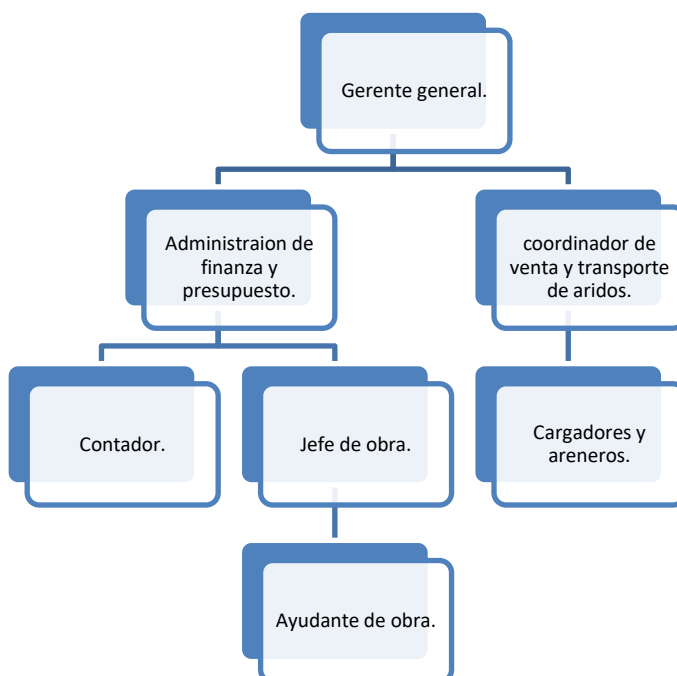 Gerente general.
Administraion de
finanza y
presupuesto.
coordinador de
venta y transporte
de aridos.
Contador.
Jefe de obra.
Cargadores y
areneros.
Ayudante de obra.